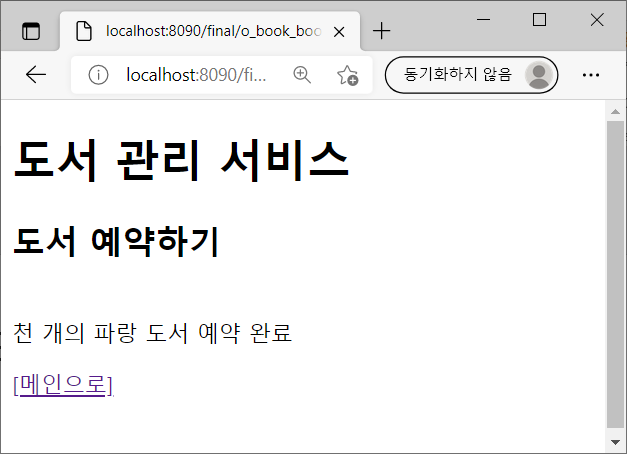 localhost:8090/final/o_book_boo
localhost:8090/fi...
동기화하지 않음
도서 관리 서비스
도서 예약하기
천 개의 파랑 도서 예약 완료
[메인으로]